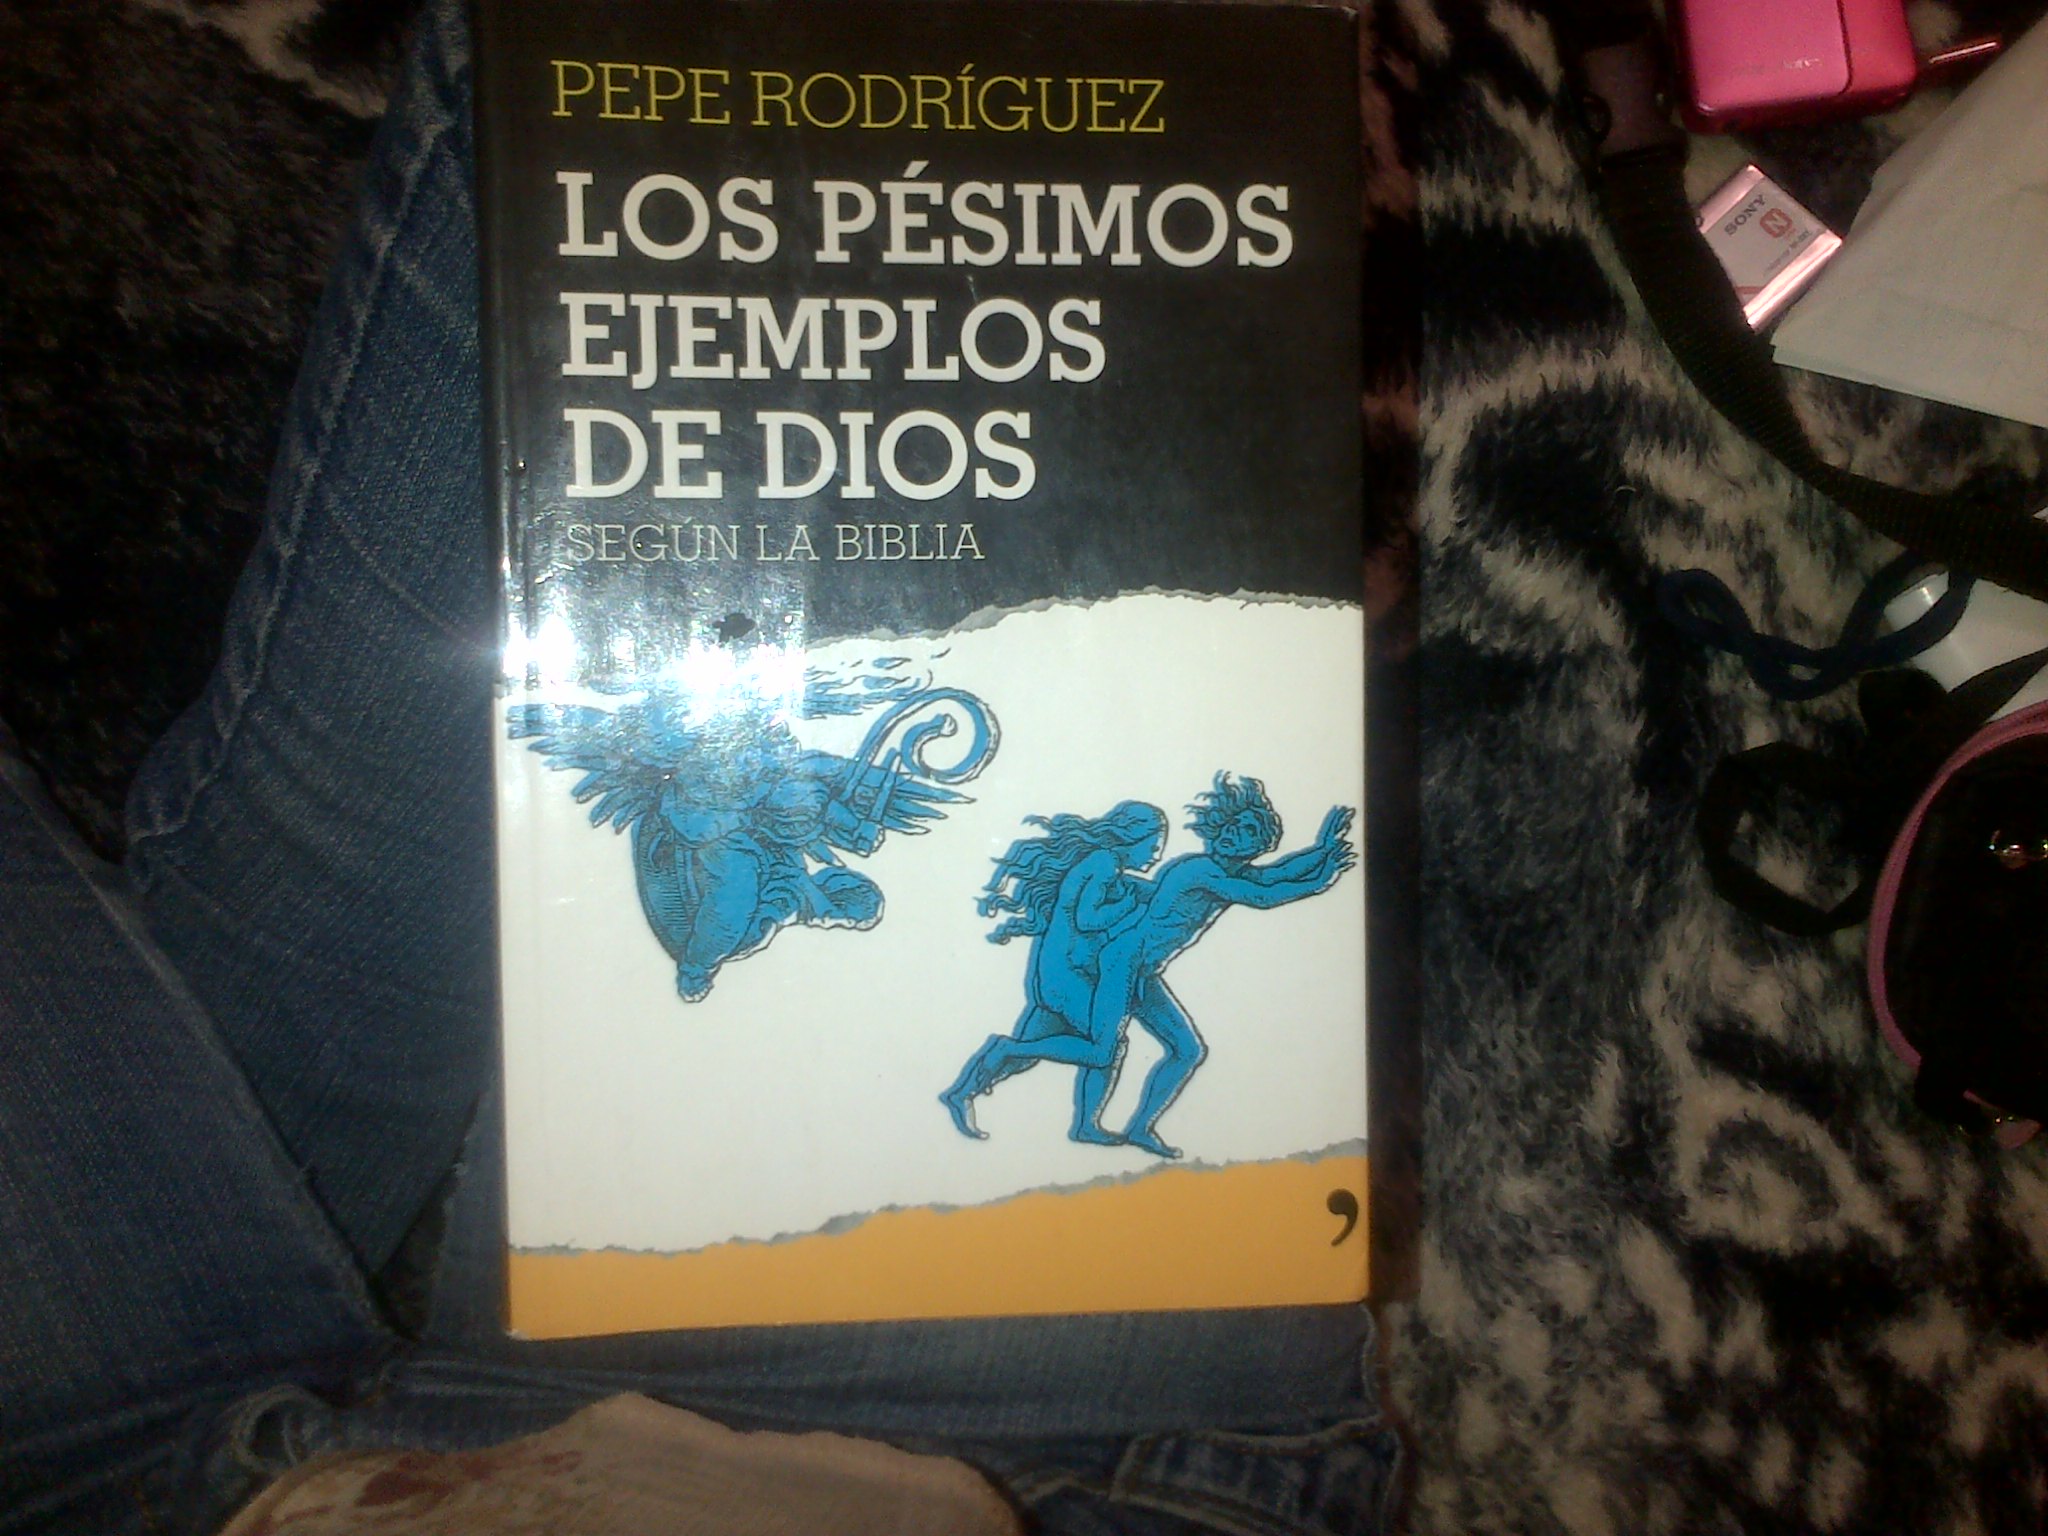 PEPE RODRÍGUEZ
LOS PÉSIMOS
EJEMPLOS
DE DIOS
SEGÚN LA BIBLIA
SONY
N